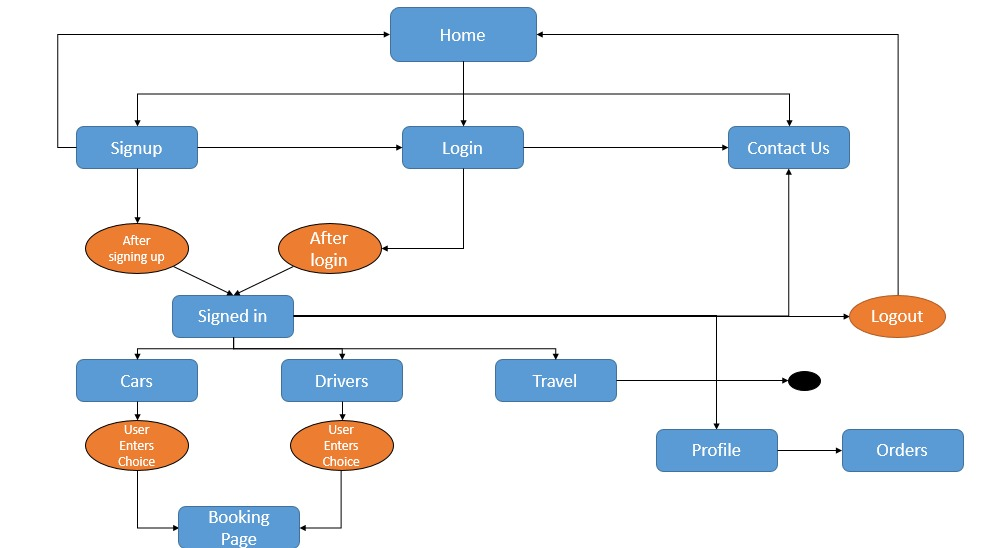 Home
Signup
Login
Contact Us
After
signing up
After
login
Signed in
Logout
Cars
Drivers
Travel
User
Enters
Choice
User
Enters
Choice
Profile
Orders
Booking
Page